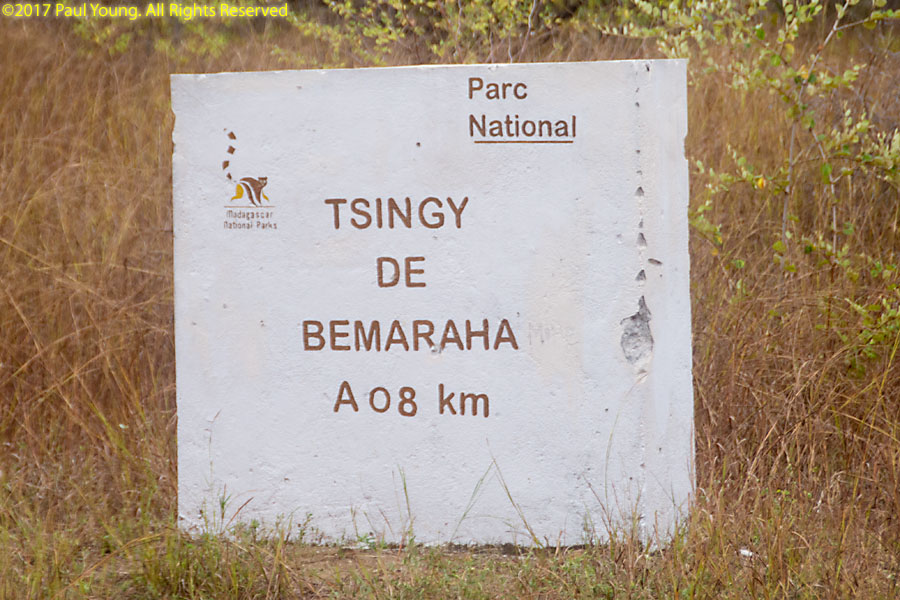 ©2017 Paul Young. All Rights Reserved
Parc
National
Madagascar
National Parks
TSINGY
DE
BEMARAHA
A 08 km